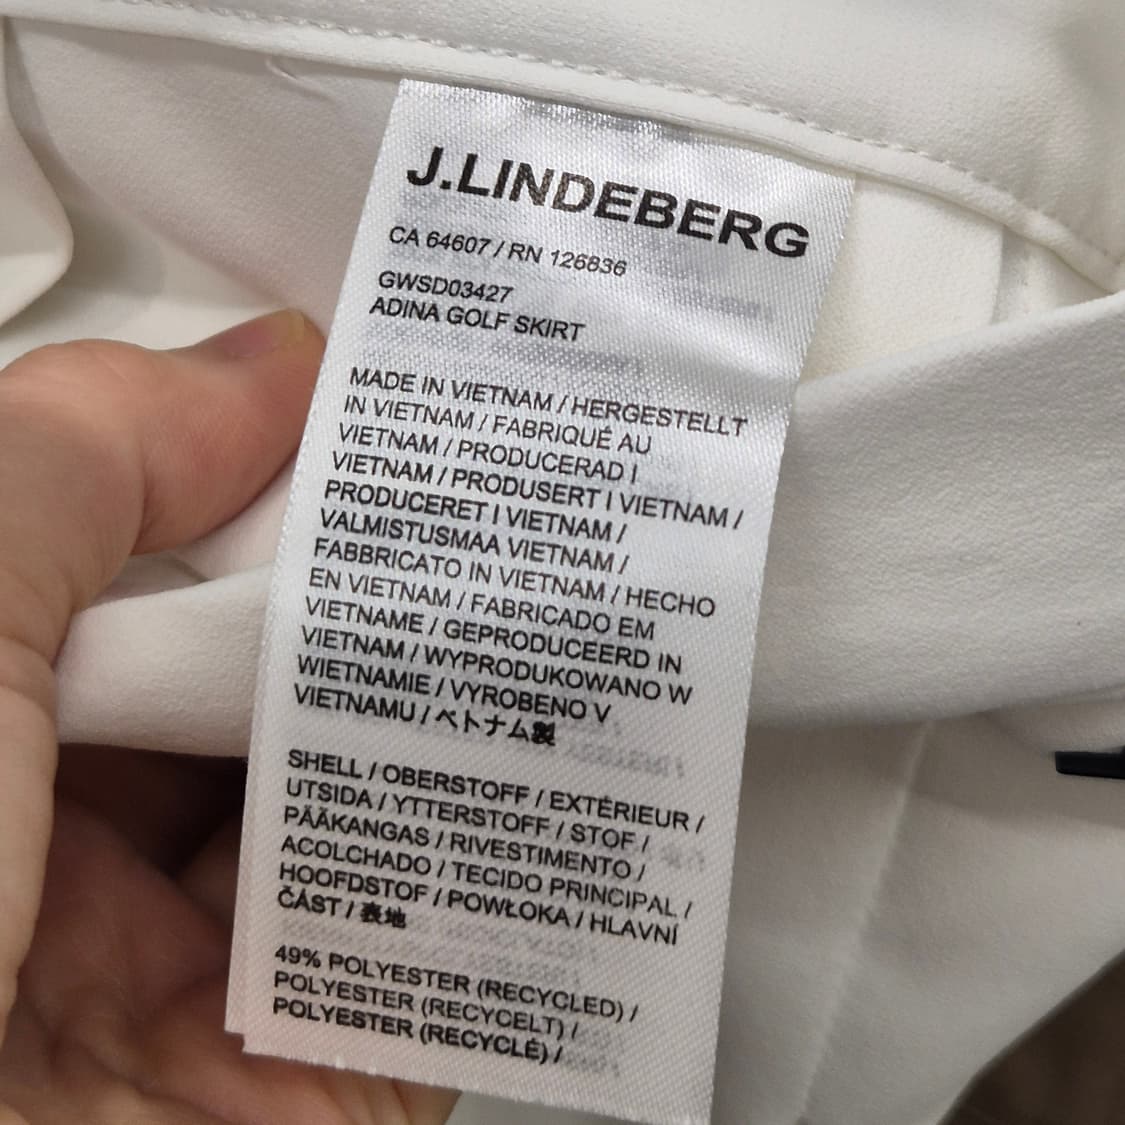 J.LINDEBERG
CA 64607 / RN 126836
GWSD03427
ADINA GOLF SKIRT
MADE IN VIETNAM / HERGESTELLT
IN VIETNAM / FABRIQUÉ AU
VIETNAM / PRODUCERAD I
VIETNAM / PRODUSERT I VIETNAM /
PRODUCERET I VIETNAM /
VALMISTUSMAA VIETNAM /
FABBRICATO IN VIETNAM / HECHO
EN VIETNAM / FABRICADO EM
VIETNAME / GEPRODUCEERD IN
VIETNAM / WYPRODUKOWANO W
WIETNAMIE / VYROBENO V
VIETNAMU / ベトナム製
SHELL / OBERSTOFF / EXTÉRIEUR /
UTSIDA / YTTERSTOFF / STOF /
PÄÄKANGAS / RIVESTIMENTO /
ACOLCHADO / TECIDO PRINCIPAL /
HOOFDSTOF / POWŁOKA / HLAVNÍ
ČÁST / 表地
49% POLYESTER (RECYCLED) /
POLYESTER (RECYCELT) /
POLYESTER (RECYCLÉ) /